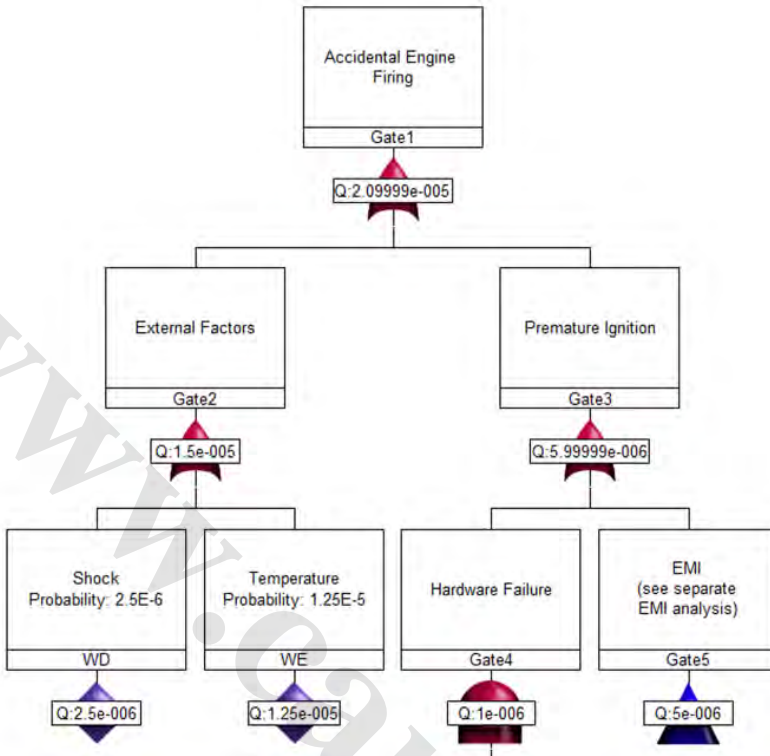 Accidental Engine
Firing
Gate1
Q:2.09999e-005
External Factors
Gate2
Q:1.5e-005
Premature Ignition
Gate3
Q:5.99999e-006
Shock
Probability: 2.5E-6
WD
Q:2.5e-006
Temperature
Probability: 1.25E-5
WE
Q:1.25e-005
Hardware Failure
Gate4
Q:1e-006
EMI
(see separate
EMI analysis)
Gate5
Q:5e-006